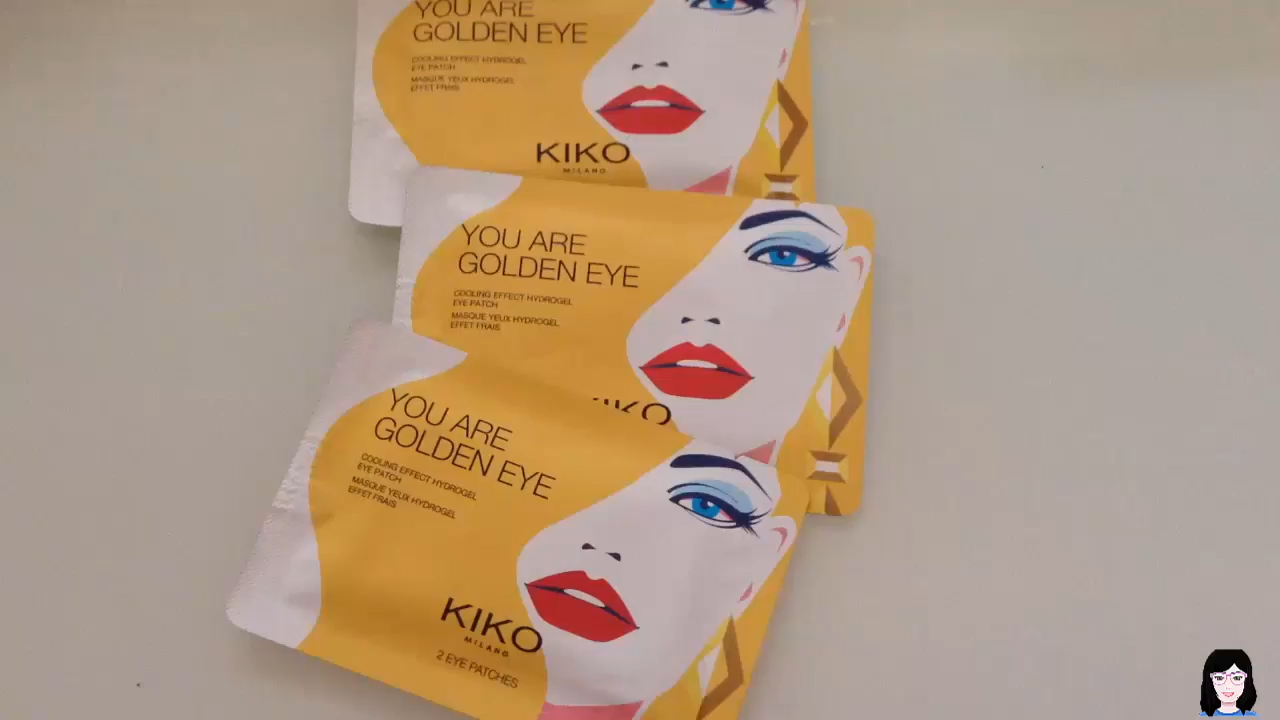 YOU ARE
GOLDEN EYE
COOLING EFFECT HYDROGEL
EYE PATCH
MASQUE YEUX HYDROGEL
EFFET FRAIS
KIKO
MILANO
YOU ARE
GOLDEN EYE
COOLING EFFECT HYDROGEL
EYE PATCH
MASQUE YEUX HYDROGEL
EFFET FRAIS
KIKO
YOU ARE
GOLDEN EYE
COOLING EFFECT HYDROGEL
EYE PATCH
MASQUE YEUX HYDROGEL
EFFET FRAIS
KIKO
MILANO
2 EYE PATCHES